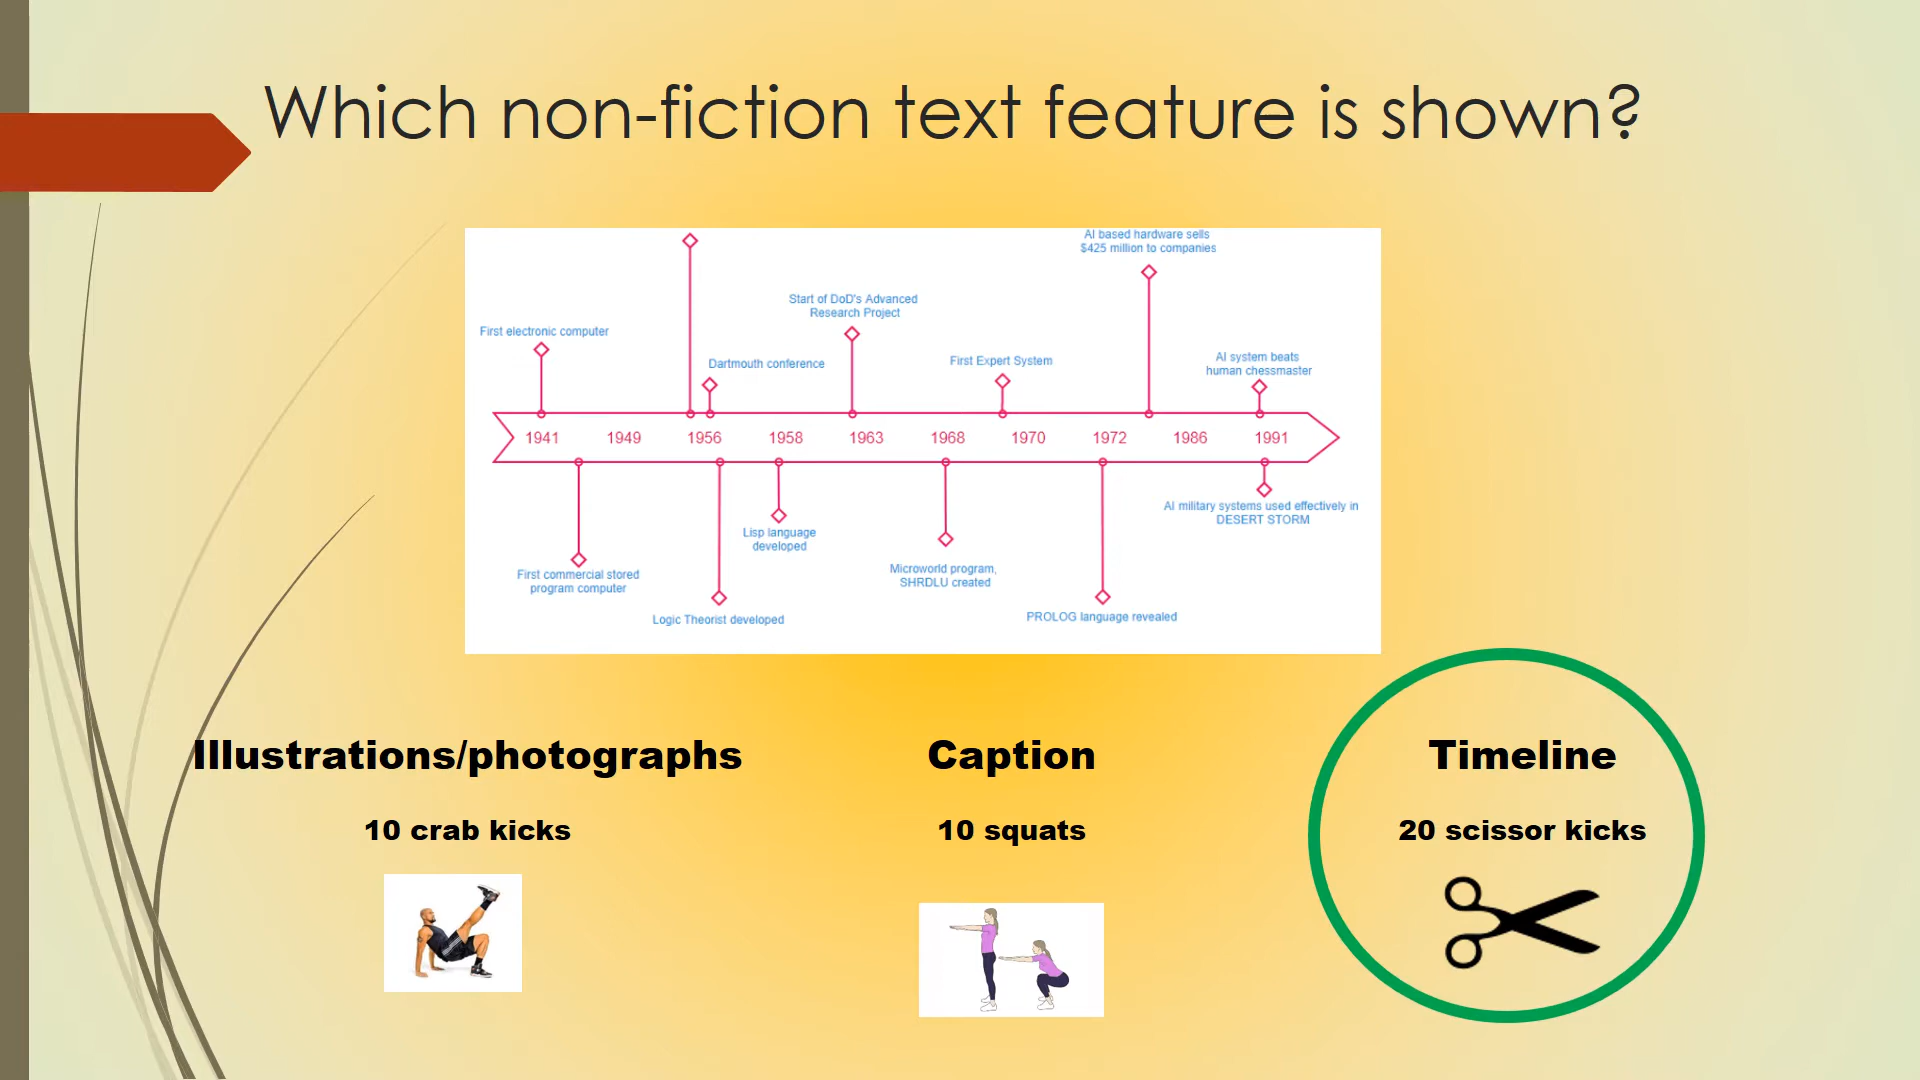 Which non-fiction text feature is shown?
AI based hardware sells
$425 million to companies
Start of DoD's Advanced
Research Project
First electronic computer
Dartmouth conference
First Expert System
AI system beats
human chessmaster
1941 1949 1956 1958 1963 1968 1970 1972 1986 1991
AI military systems used effectively in
DESERT STORM
Lisp language
developed
First commercial stored
program computer
Microworld program,
SHRDLU created
Logic Theorist developed
PROLOG language revealed
Illustrations/photographs
10 crab kicks
Caption
10 squats
Timeline
20 scissor kicks